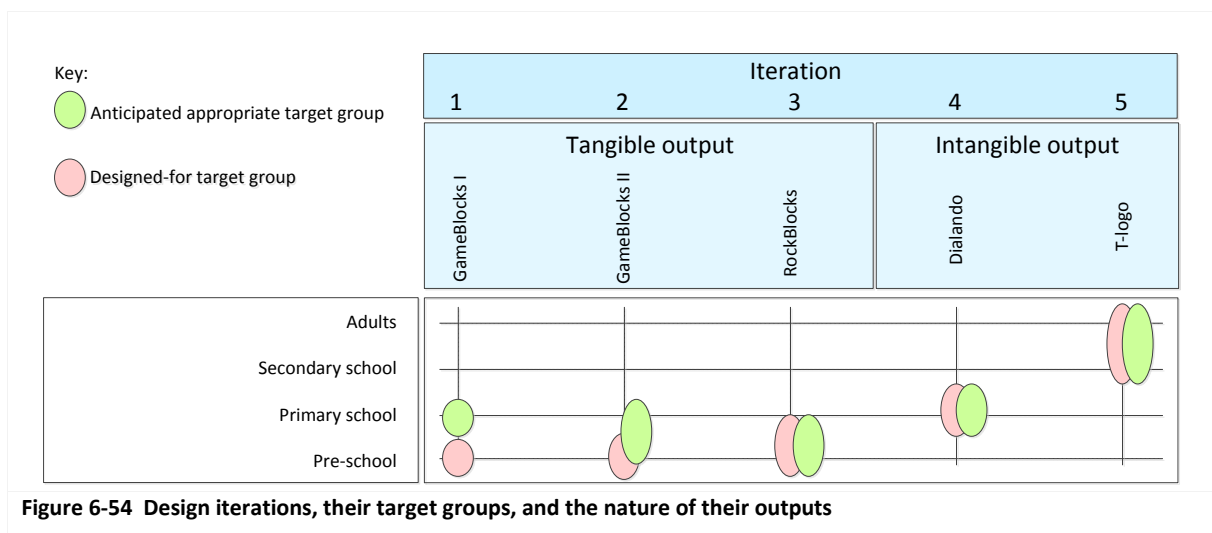 Key:
Anticipated appropriate target group
Designed-for target group
Iteration
1 2 3 4 5
Tangible output Intangible output
GameBlocks I
GameBlocks II
RockBlocks
Dialando
T-logo
Adults
Secondary school
Primary school
Pre-school
Figure 6-54 Design iterations, their target groups, and the nature of their outputs